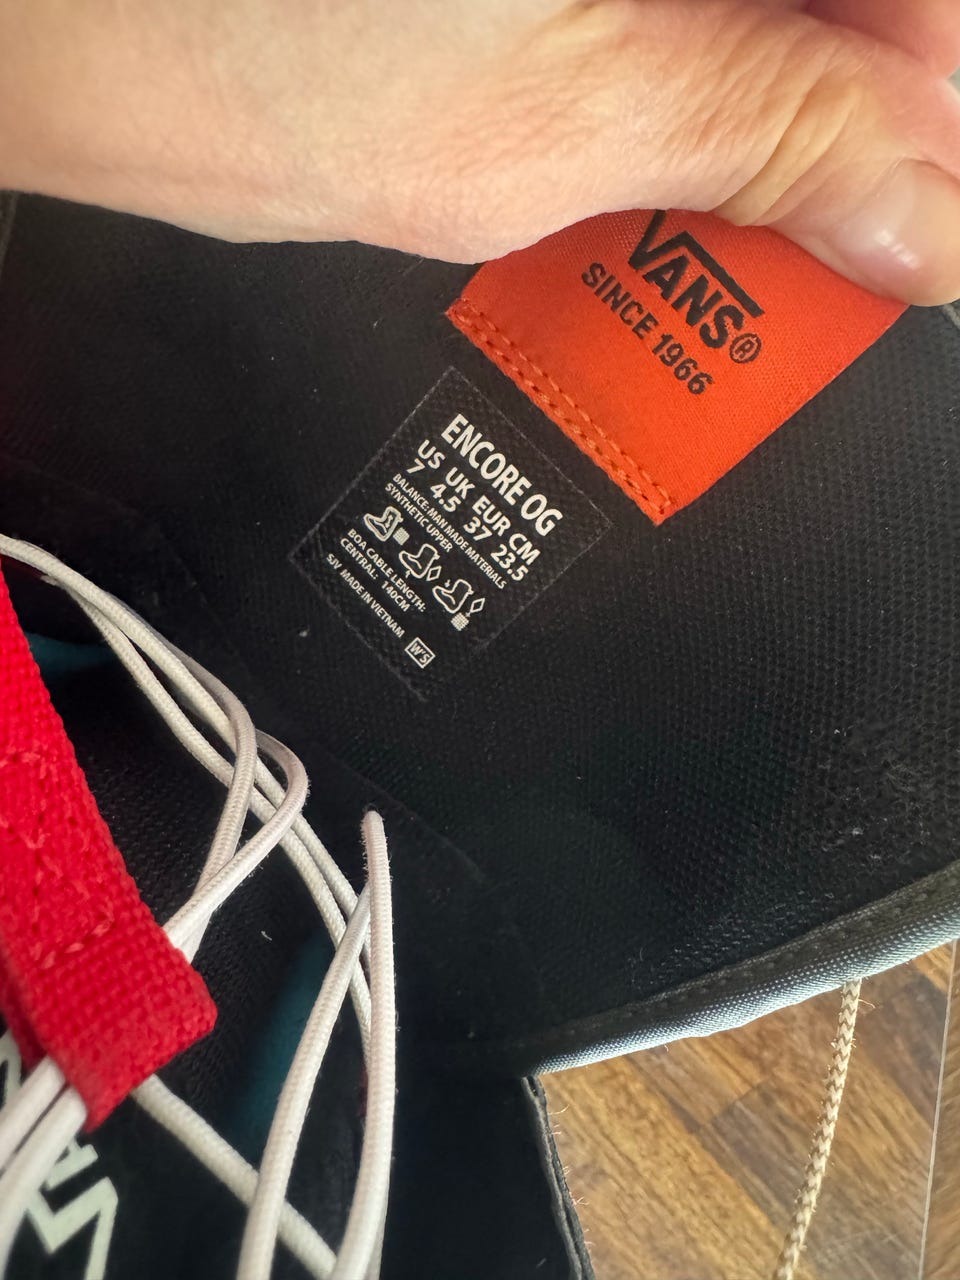 VANS®
SINCE 1966
ENCORE OG
US UK EUR CM
7 4.5 37 23.5
BALANCE: MAN MADE MATERIALS
SYNTHETIC UPPER
BOA CABLE LENGTH:
CENTRAL: 140CM
SJV MADE IN VIETNAM
W'S